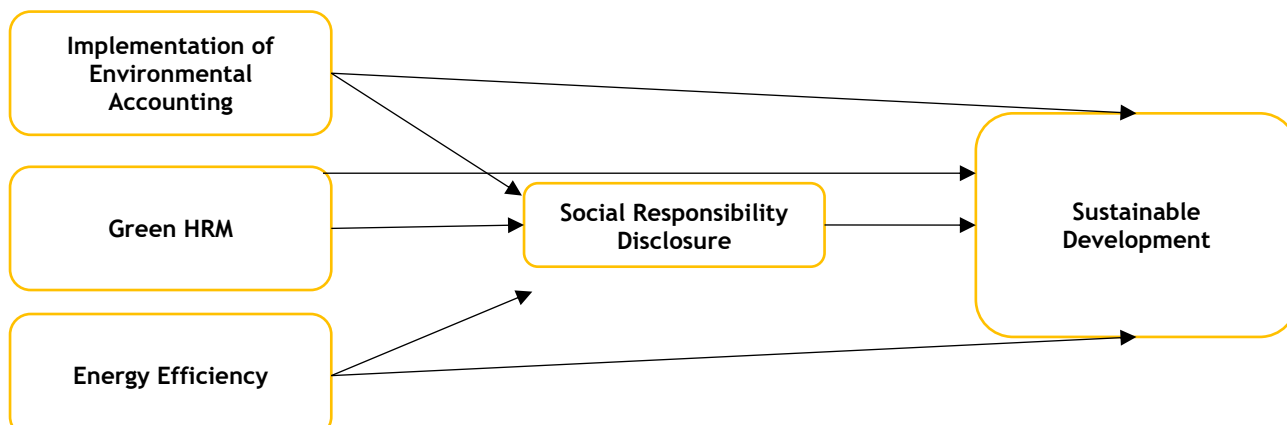 Implementation of
Environmental
Accounting
Green HRM
Energy Efficiency
Social Responsibility
Disclosure
Sustainable
Development